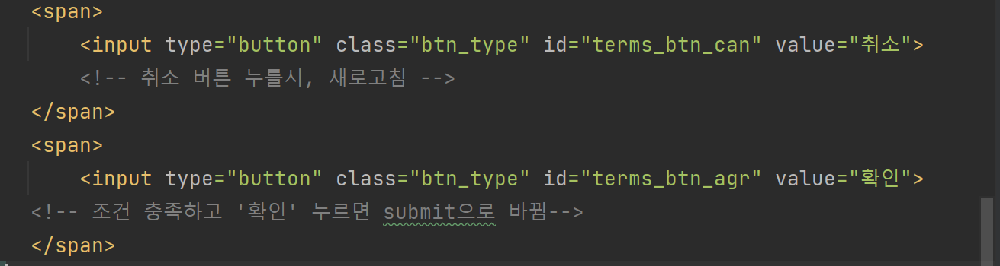 <span>
<input type="button" class="btn_type" id="terms_btn_can" value="취소">
<!-- 취소 버튼 누를시, 새로고침 -->
</span>
<span>
<input type="button" class="btn_type" id="terms_btn_agr" value="확인">
<!-- 조건 충족하고 '확인' 누르면 submit으로 바뀜-->
</span>